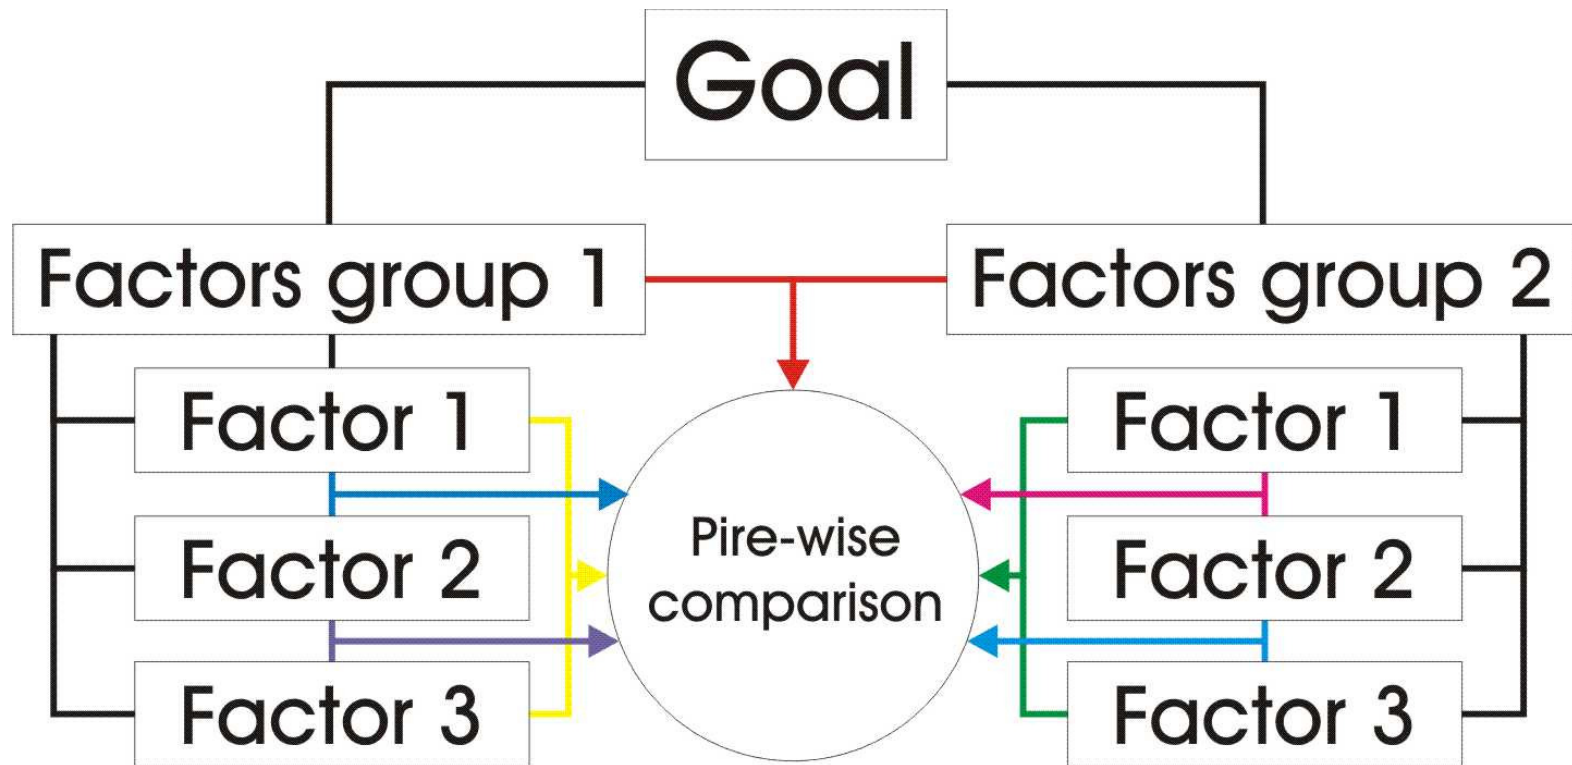 Goal
Factors group 1
Factors group 2
Factor 1
Factor 2
Factor 3
Pire-wise
comparison
Factor 1
Factor 2
Factor 3